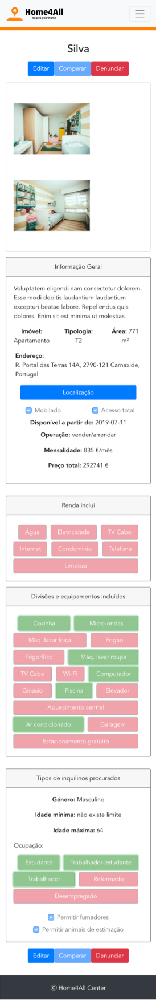 Home4All
Search your Home
Silva
Editar Comparar Denunciar
Informação Geral
Voluptatem eligendi nam consectetur dolorem.
Esse modi debitis laudantium laudantium
excepturi beatae labore. Repellendus quis
dolores. Enim sit est minima ut molestias.
Imóvel: Tipologia: Área: 771
Apartamento T2 m²
Endereço:
R. Portal das Terras 14A, 2790-121 Carnaxide,
Portugal
Localização
Mobilado Acesso total
Disponível a partir de: 2019-07-11
Operação: vender/arrendar
Mensalidade: 835 €/mês
Preço total: 292741 €
Renda inclui
Água Eletricidade TV Cabo
Internet Condomínio Telefone
Limpeza
Divisões e equipamentos incluídos
Cozinha Micro-ondas
Máq. lavar loiça Fogão
Frigorífico Máq. lavar roupa
TV Cabo Wi-Fi Computador
Ginásio Piscina Elevador
Aquecimento central
Ar condicionado Garagem
Estacionamento gratuito
Tipos de inquilinos procurados
Género: Masculino
Idade mínima: não existe limite
Idade máxima: 64
Ocupação:
Estudante Trabalhador-estudante
Trabalhador Reformado
Desempregado
Permitir fumadores
Permitir animais de estimação
Editar Comparar Denunciar
© Home4All Center